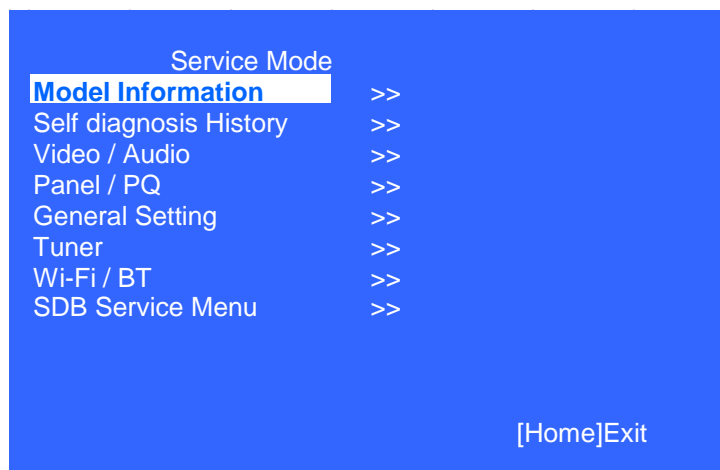 Service Mode
Model Information >>
Self diagnosis History >>
Video / Audio >>
Panel / PQ >>
General Setting >>
Tuner >>
Wi-Fi / BT >>
SDB Service Menu >>
[Home]Exit